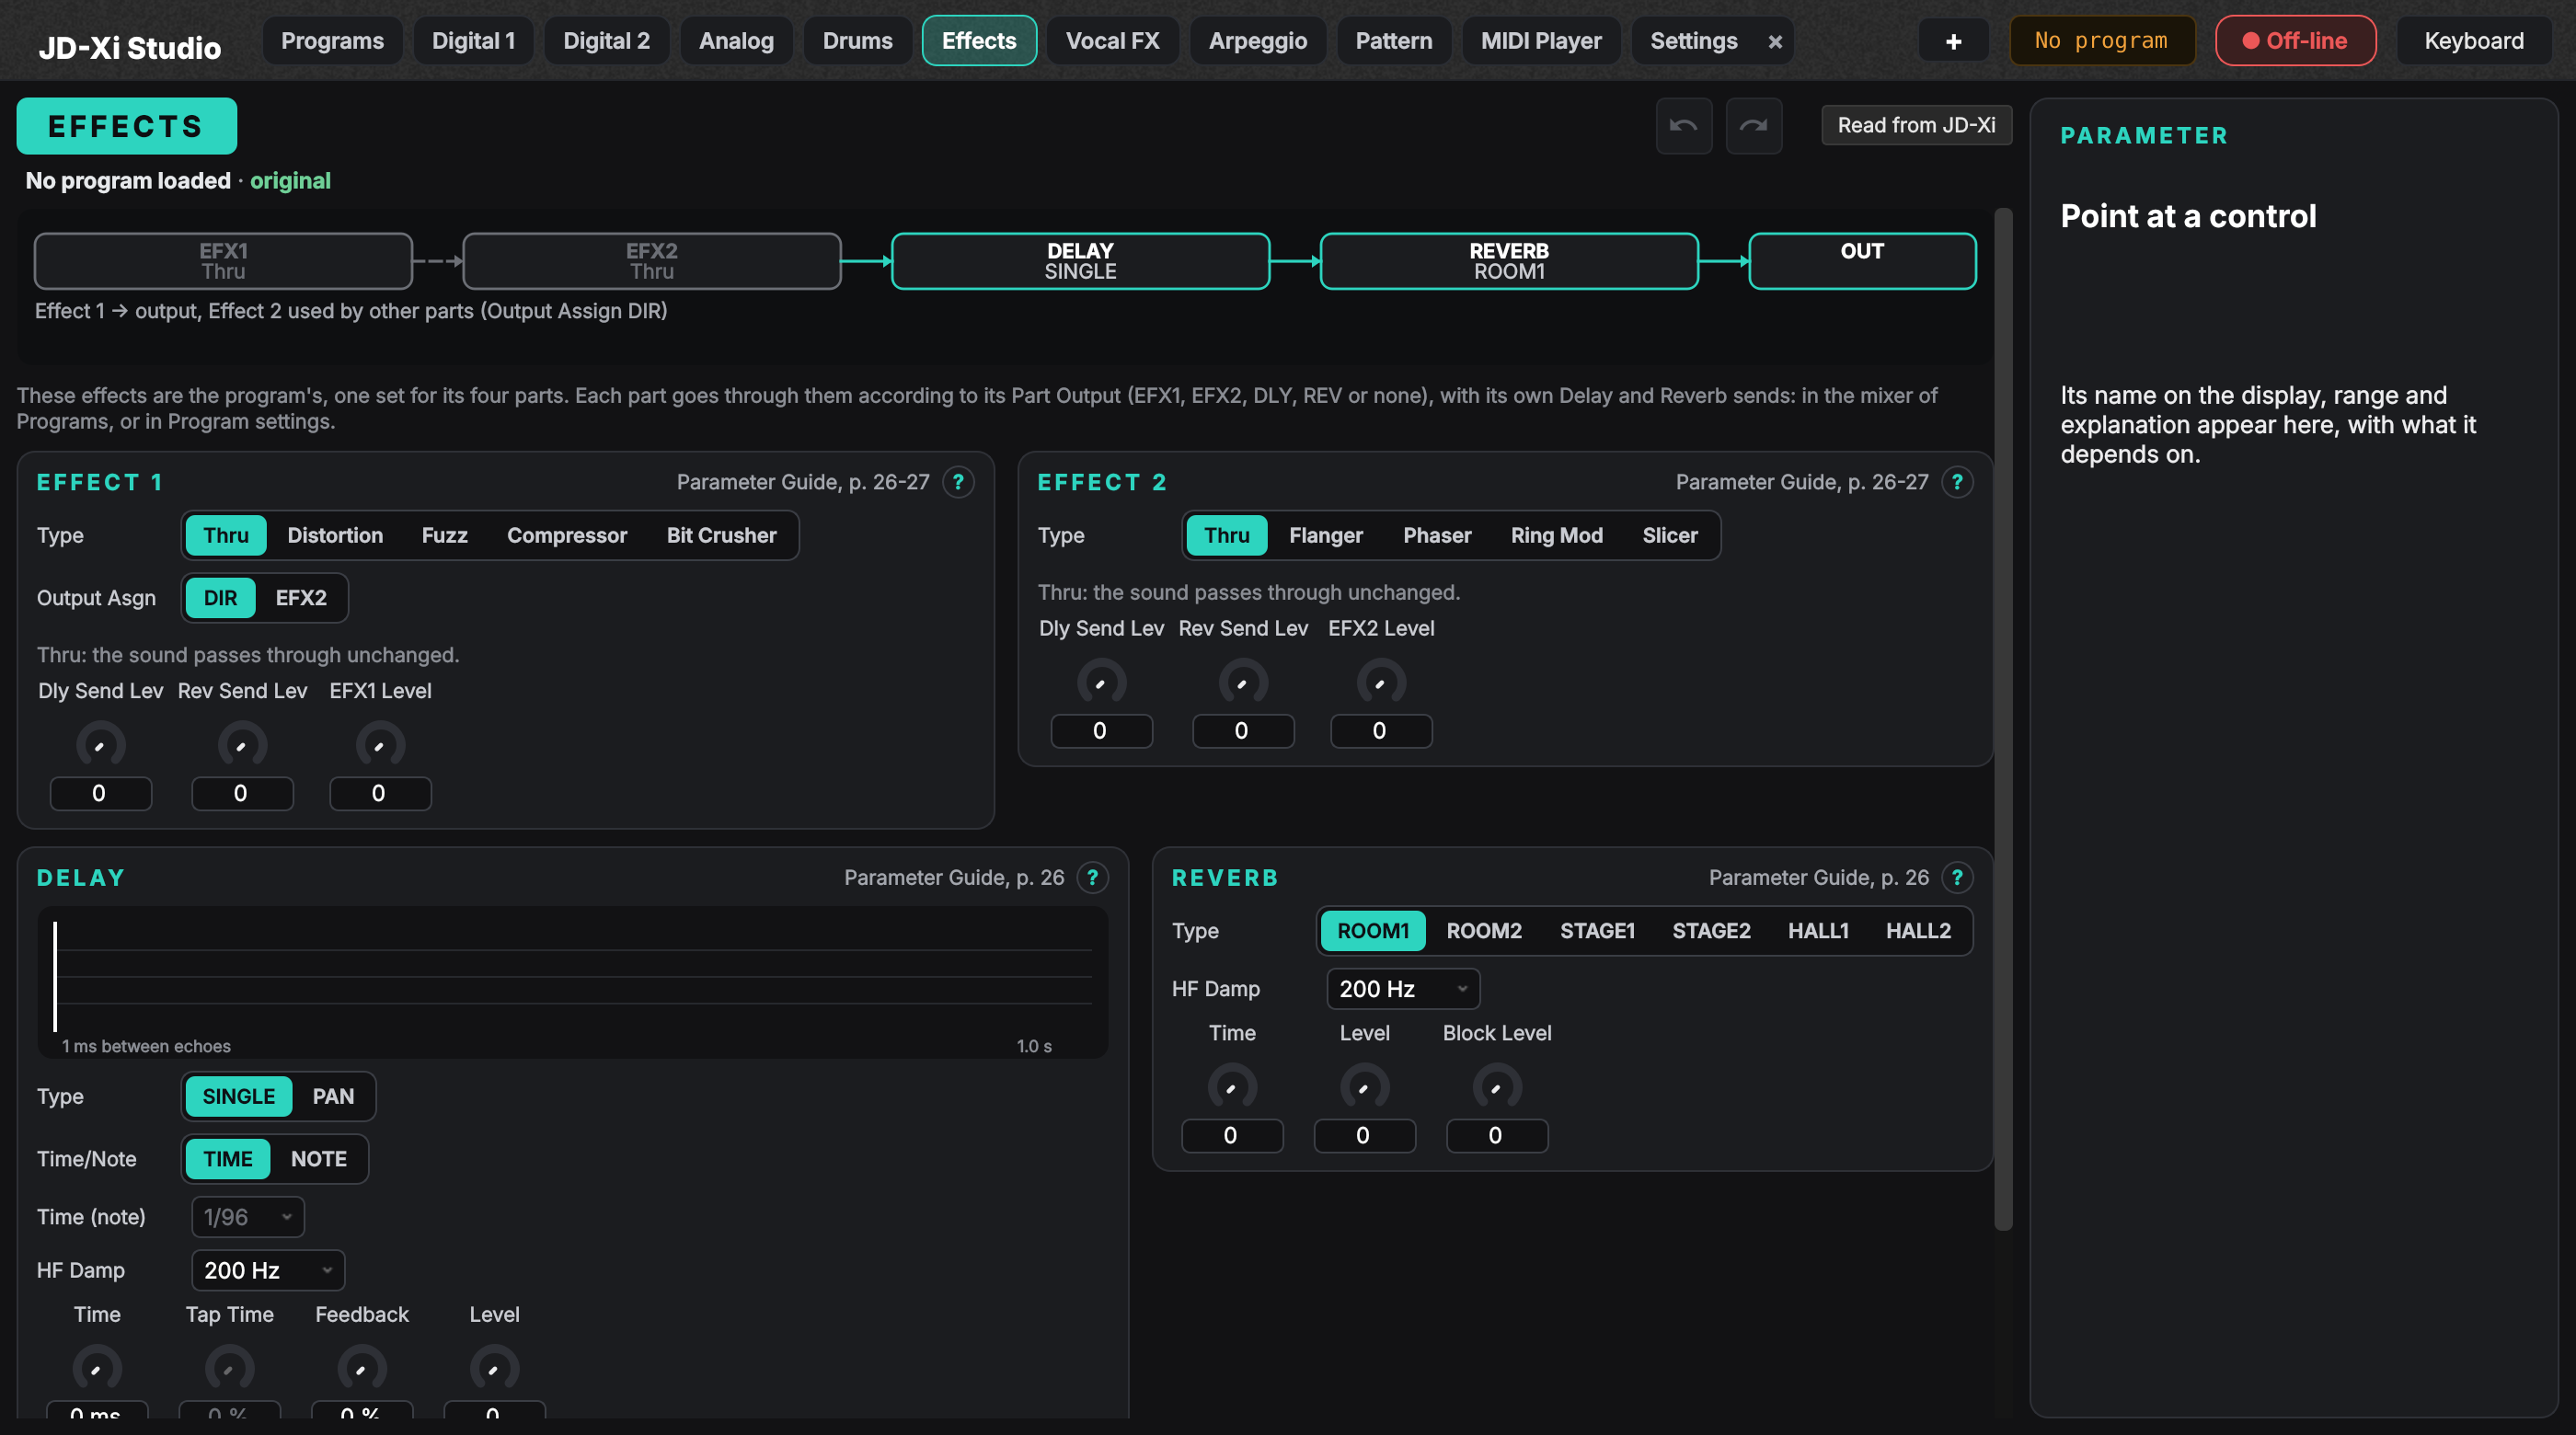 JD-Xi Studio
Programs
Digital 1
Digital 2
Analog
Drums
Effects
Vocal FX
Arpeggio
Pattern
MIDI Player
Settings ×
+
No program
Off-line
Keyboard
EFFECTS
Read from JD-Xi
No program loaded · original
EFX1
Thru
EFX2
Thru
DELAY
SINGLE
REVERB
ROOM1
OUT
Effect 1 → output, Effect 2 used by other parts (Output Assign DIR)
These effects are the program's, one set for its four parts. Each part goes through them according to its Part Output (EFX1, EFX2, DLY, REV or none), with its own Delay and Reverb sends: in the mixer of
Programs, or in Program settings.
EFFECT 1
Parameter Guide, p. 26-27 ?
Type Thru Distortion Fuzz Compressor Bit Crusher
Output Asgn DIR EFX2
Thru: the sound passes through unchanged.
Dly Send Lev Rev Send Lev EFX1 Level
0 0 0
EFFECT 2
Parameter Guide, p. 26-27 ?
Type Thru Flanger Phaser Ring Mod Slicer
Thru: the sound passes through unchanged.
Dly Send Lev Rev Send Lev EFX2 Level
0 0 0
DELAY
Parameter Guide, p. 26 ?
1 ms between echoes 1.0 s
Type SINGLE PAN
Time/Note TIME NOTE
Time (note) 1/96
HF Damp 200 Hz
Time Tap Time Feedback Level
0 ms 0 % 0 % 0
REVERB
Parameter Guide, p. 26 ?
Type ROOM1 ROOM2 STAGE1 STAGE2 HALL1 HALL2
HF Damp 200 Hz
Time Level Block Level
0 0 0
PARAMETER
Point at a control
Its name on the display, range and
explanation appear here, with what it
depends on.